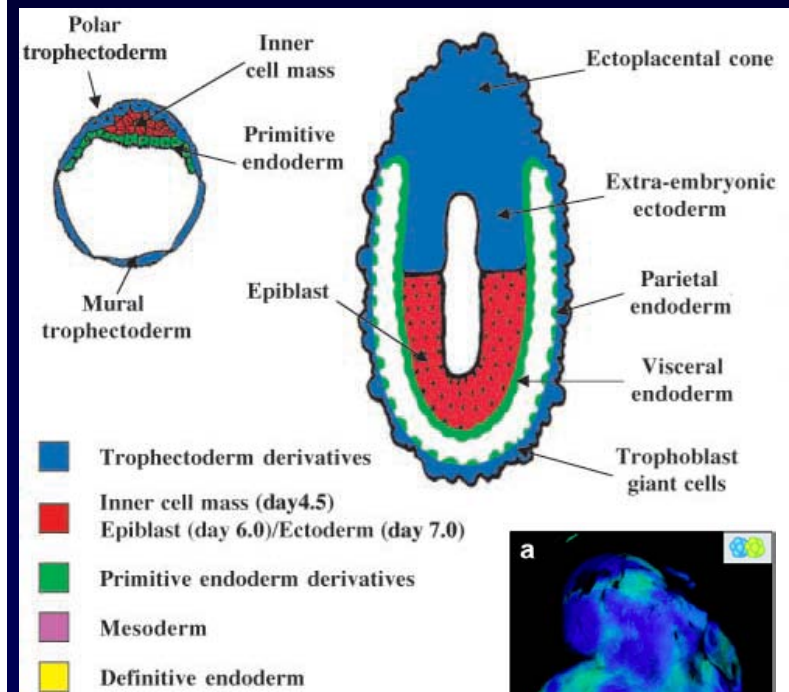 Polar
trophectoderm
Inner
cell mass
Primitive
endoderm
Mural
trophectoderm
Ectoplacental cone
Extra-embryonic
ectoderm
Epiblast
Parietal
endoderm
Visceral
endoderm
Trophoblast
giant cells
Trophectoderm derivatives
Inner cell mass (day4.5)
Epiblast (day 6.0)/Ectoderm (day 7.0)
Primitive endoderm derivatives
Mesoderm
Definitive endoderm
a